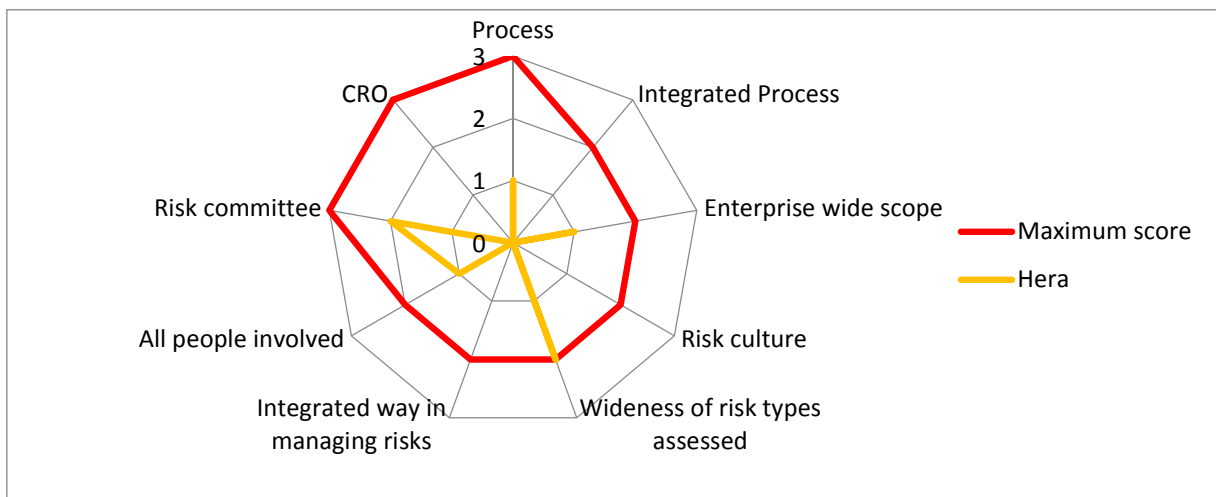 Process
3
CRO
Integrated Process
2
1
Risk committee
Enterprise wide scope
Maximum score
0
Hera
All people involved
Risk culture
Integrated way in
managing risks
Wideness of risk types
assessed